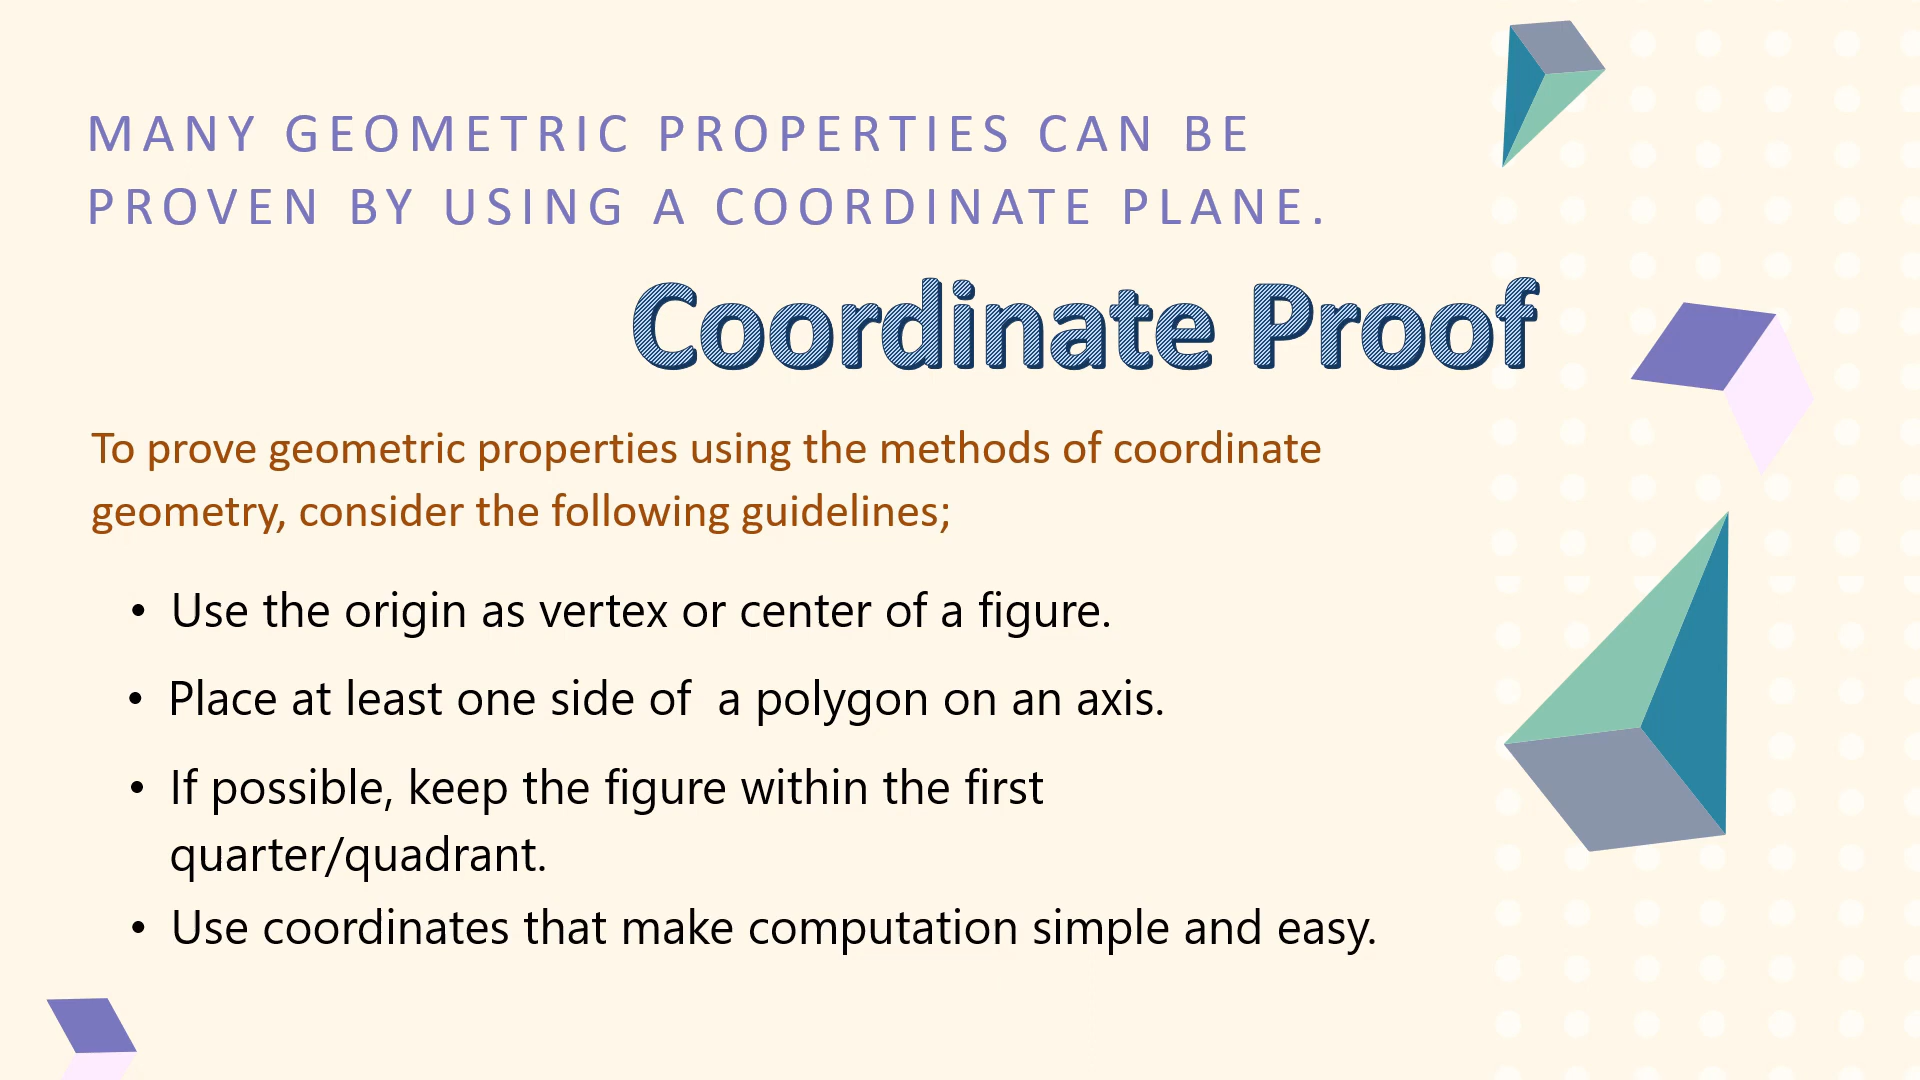 MANY GEOMETRIC PROPERTIES CAN BE
PROVEN BY USING A COORDINATE PLANE.
Coordinate Proof
To prove geometric properties using the methods of coordinate
geometry, consider the following guidelines;
• Use the origin as vertex or center of a figure.
• Place at least one side of  a polygon on an axis.
• If possible, keep the figure within the first
quarter/quadrant.
• Use coordinates that make computation simple and easy.